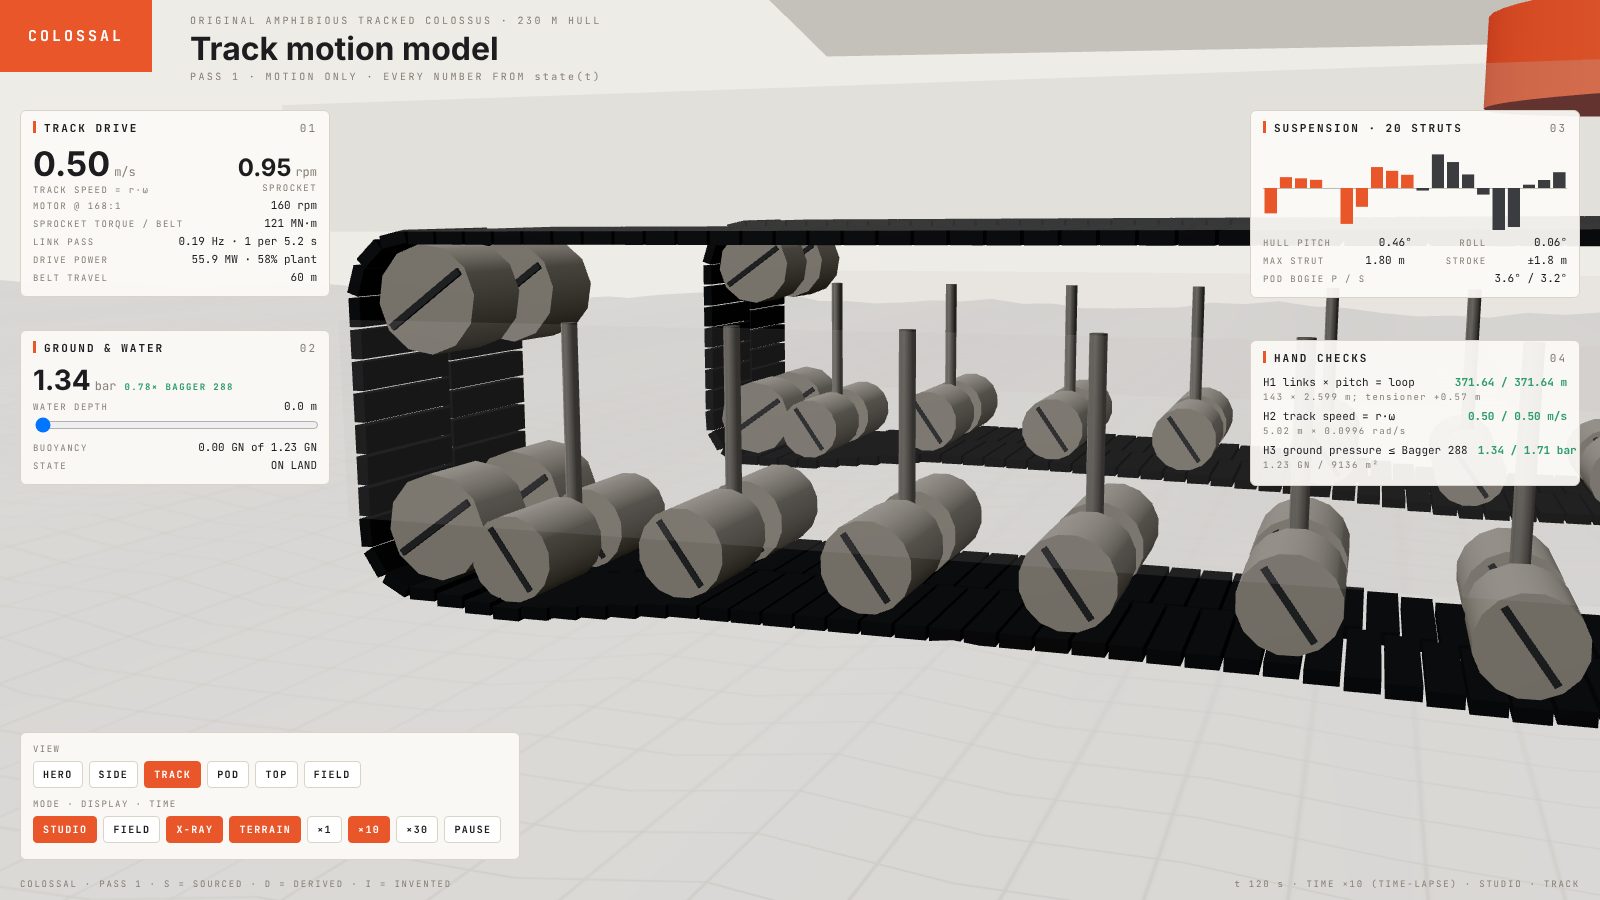 COLOSSAL
ORIGINAL AMPHIBIOUS TRACKED COLOSSUS · 230 M HULL
Track motion model
PASS 1 · MOTION ONLY · EVERY NUMBER FROM state(t)
TRACK DRIVE 01
0.50 m/s 0.95 rpm
TRACK SPEED = r·ω SPROCKET
MOTOR @ 168:1 160 rpm
SPROCKET TORQUE / BELT 121 MN·m
LINK PASS 0.19 Hz · 1 per 5.2 s
DRIVE POWER 55.9 MW · 58% plant
BELT TRAVEL 60 m
GROUND & WATER 02
1.34 bar 0.78× BAGGER 288
WATER DEPTH 0.0 m
BUOYANCY 0.00 GN of 1.23 GN
STATE ON LAND
SUSPENSION · 20 STRUTS 03
HULL PITCH 0.46° ROLL 0.06°
MAX STRUT 1.80 m STROKE ±1.8 m
POD BOGIE P / S 3.6° / 3.2°
HAND CHECKS 04
H1 links × pitch = loop 371.64 / 371.64 m
143 × 2.599 m; tensioner +0.57 m
H2 track speed = r·ω 0.50 / 0.50 m/s
5.02 m × 0.0996 rad/s
H3 ground pressure ≤ Bagger 288 1.34 / 1.71 bar
1.23 GN / 9136 m²
VIEW
HERO SIDE TRACK POD TOP FIELD
MODE · DISPLAY · TIME
STUDIO FIELD X-RAY TERRAIN ×1 ×10 ×30 PAUSE
COLOSSAL · PASS 1 · S = SOURCED · D = DERIVED · I = INVENTED
t 120 s · TIME ×10 (TIME-LAPSE) · STUDIO · TRACK